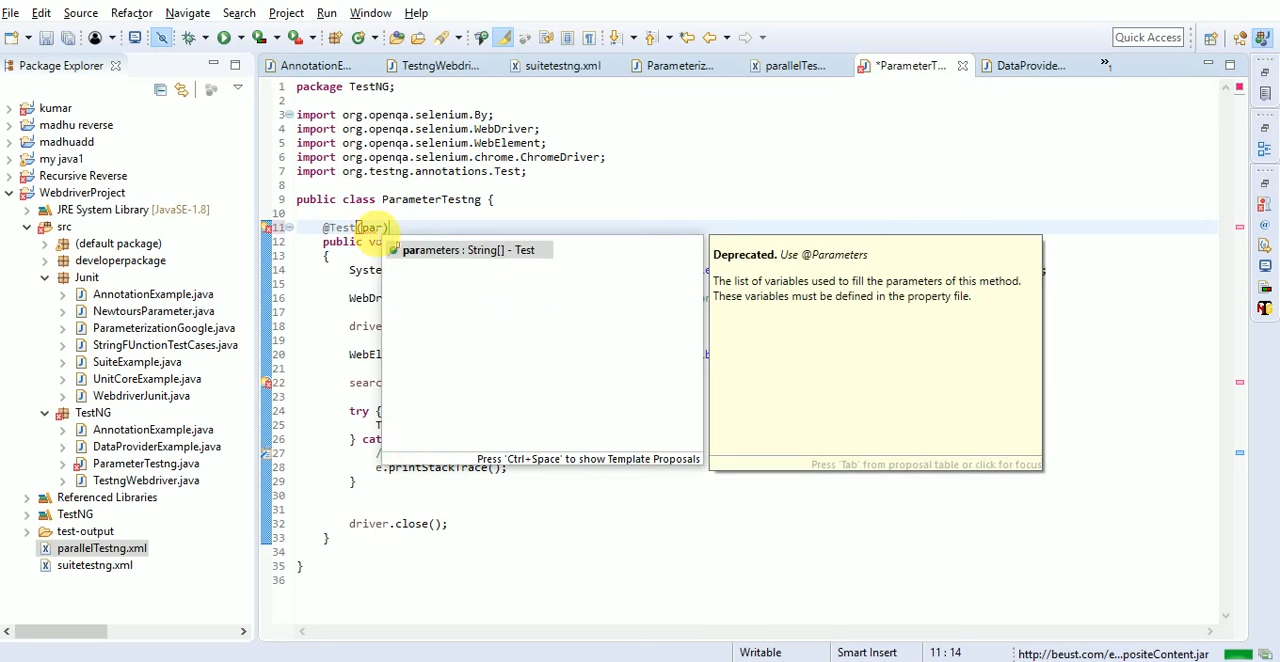 File Edit Source Refactor Navigate Search Project Run Window Help
Quick Access
Package Explorer
AnnotationE...
TestngWebdri...
suitetestng.xml
Parameteriz...
parallelTes...
*ParameterT...
DataProvide...
»1
kumar
madhu reverse
madhuadd
my java1
Recursive Reverse
WebdriverProject
JRE System Library [JavaSE-1.8]
src
(default package)
developerpackage
Junit
AnnotationExample.java
NewtoursParameter.java
ParameterizationGoogle.java
StringFUnctionTestCases.java
SuiteExample.java
UnitCoreExample.java
WebdriverJunit.java
TestNG
AnnotationExample.java
DataProviderExample.java
ParameterTestng.java
TestngWebdriver.java
Referenced Libraries
TestNG
test-output
parallelTestng.xml
suitetestng.xml
1 package TestNG;
2
3 import org.openqa.selenium.By;
4 import org.openqa.selenium.WebDriver;
5 import org.openqa.selenium.WebElement;
6 import org.openqa.selenium.chrome.ChromeDriver;
7 import org.testng.annotations.Test;
8
9 public class ParameterTestng {
10
11 @Test(par)
12 public vo
13 {
14 Syste
15
16 WebDr
17
18 drive
19
20 WebEl
21
22 searc
23
24 try {
25 T
26 } cat
27 /
28 e.printStackTrace();
29 }
30
31
32 driver.close();
33 }
34
35 }
36
parameters : String[] - Test
Press 'Ctrl+Space' to show Template Proposals
Deprecated. Use @Parameters
The list of variables used to fill the parameters of this method.
These variables must be defined in the property file.
Press 'Tab' from proposal table or click for focus
Writable
Smart Insert
11 : 14
http://beust.com/e...positeContent.jar